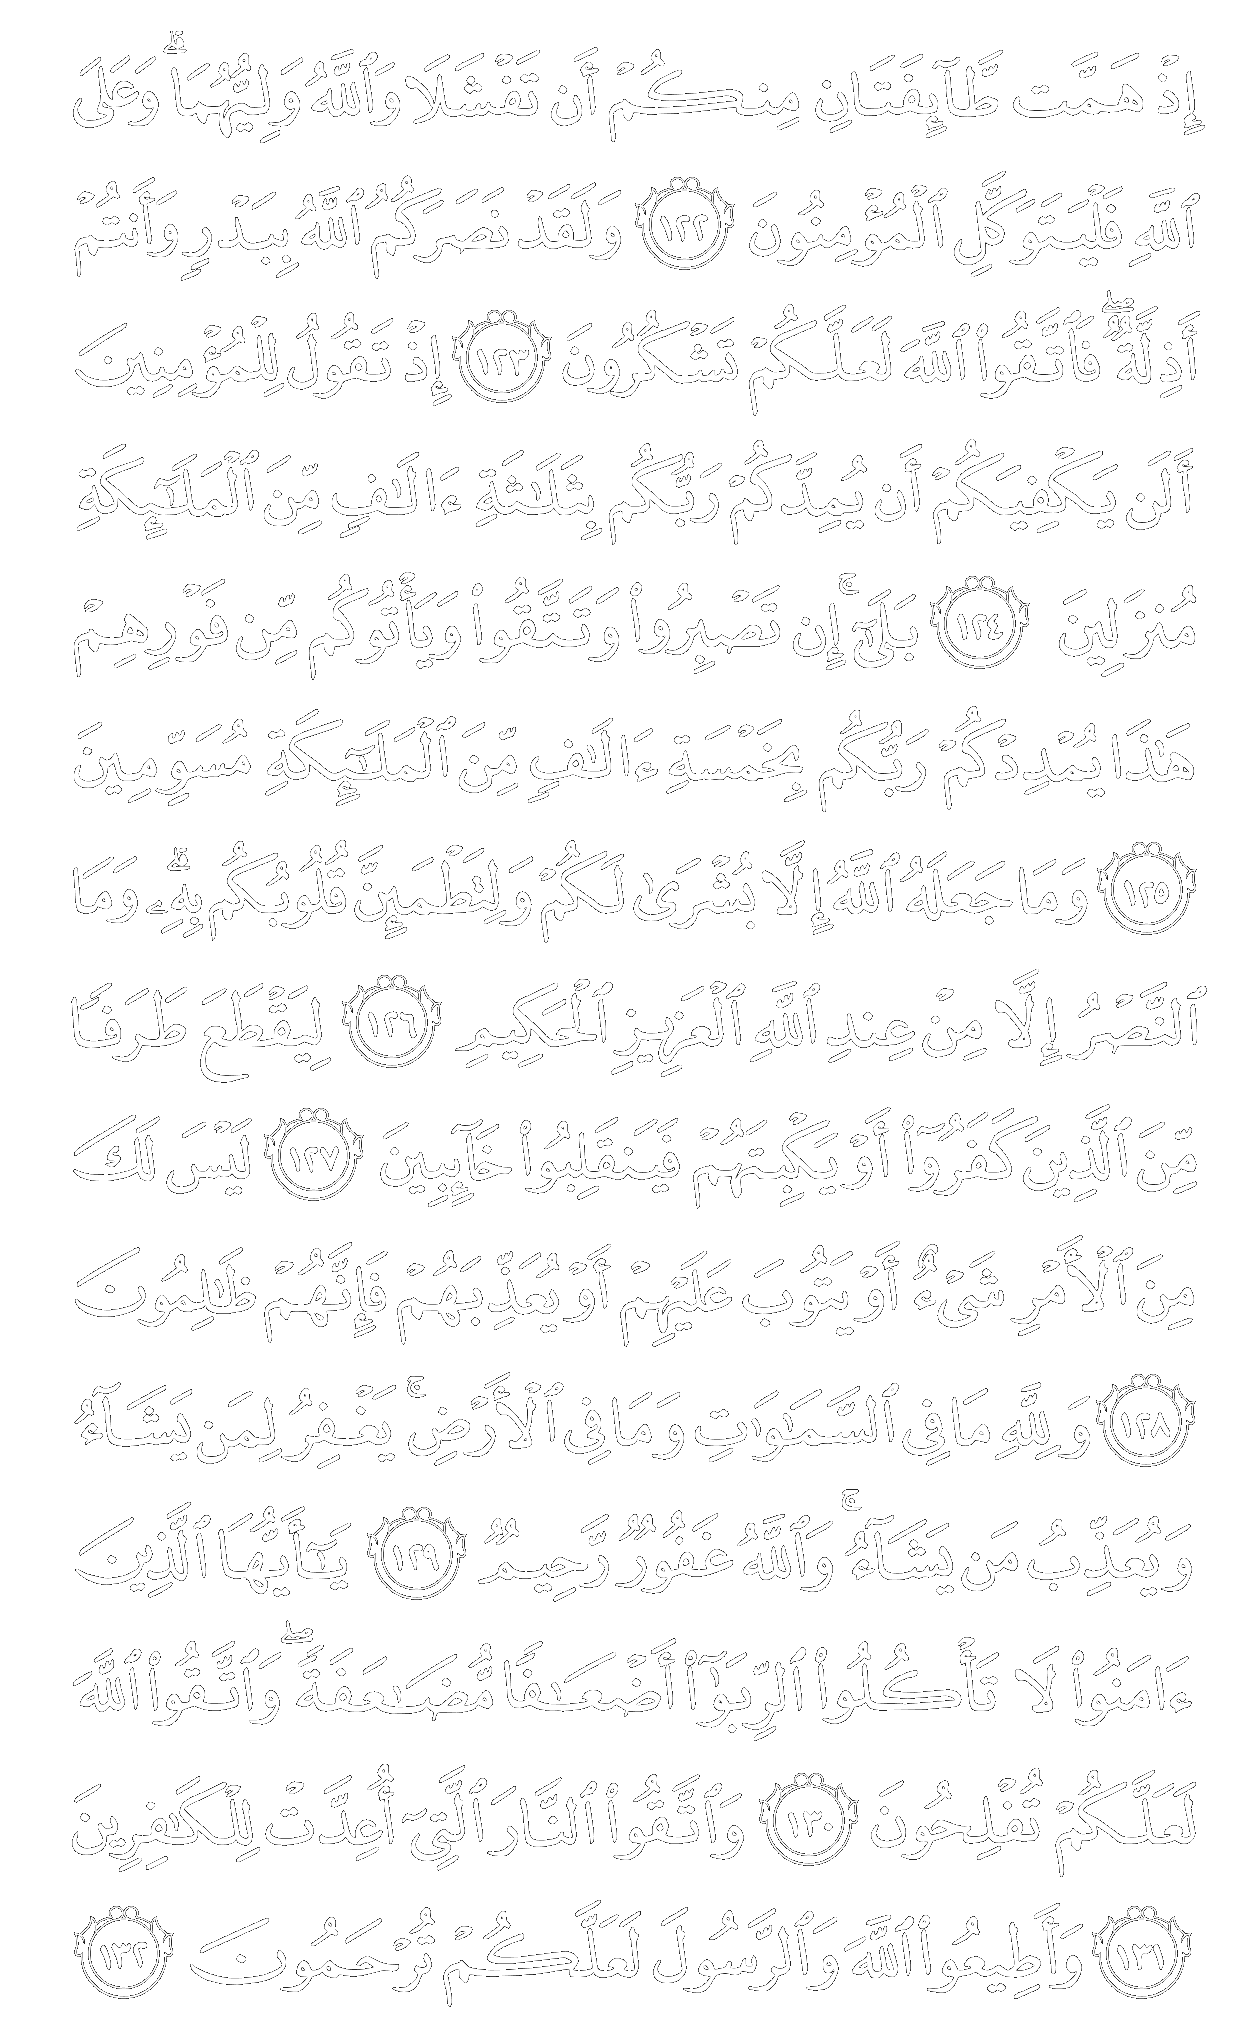 إِذْ هَمَّت طَّآئِفَتَانِ مِنكُمْ أَن تَفْشَلَا وَٱللَّهُ وَلِيُّهُمَا ۗ وَعَلَى
ٱللَّهِ فَلْيَتَوَكَّلِ ٱلْمُؤْمِنُونَ ١٢٢ وَلَقَدْ نَصَرَكُمُ ٱللَّهُ بِبَدْرٍ وَأَنتُمْ
أَذِلَّةٌ ۖ فَٱتَّقُوا۟ ٱللَّهَ لَعَلَّكُمْ تَشْكُرُونَ ١٢٣ إِذْ تَقُولُ لِلْمُؤْمِنِينَ
أَلَن يَكْفِيَكُمْ أَن يُمِدَّكُمْ رَبُّكُم بِثَلَٰثَةِ ءَالَٰفٍ مِّنَ ٱلْمَلَٰٓئِكَةِ
مُنزَلِينَ ١٢٤ بَلَىٰٓ ۚ إِن تَصْبِرُوا۟ وَتَتَّقُوا۟ وَيَأْتُوكُم مِّن فَوْرِهِمْ
هَٰذَا يُمْدِدْكُمْ رَبُّكُم بِخَمْسَةِ ءَالَٰفٍ مِّنَ ٱلْمَلَٰٓئِكَةِ مُسَوِّمِينَ
١٢٥ وَمَا جَعَلَهُ ٱللَّهُ إِلَّا بُشْرَىٰ لَكُمْ وَلِتَطْمَئِنَّ قُلُوبُكُم بِهِۦ ۗ وَمَا
ٱلنَّصْرُ إِلَّا مِنْ عِندِ ٱللَّهِ ٱلْعَزِيزِ ٱلْحَكِيمِ ١٢٦ لِيَقْطَعَ طَرَفًا
مِّنَ ٱلَّذِينَ كَفَرُوٓا۟ أَوْ يَكْبِتَهُمْ فَيَنقَلِبُوا۟ خَآئِبِينَ ١٢٧ لَيْسَ لَكَ
مِنَ ٱلْأَمْرِ شَىْءٌ أَوْ يَتُوبَ عَلَيْهِمْ أَوْ يُعَذِّبَهُمْ فَإِنَّهُمْ ظَٰلِمُونَ
١٢٨ وَلِلَّهِ مَا فِى ٱلسَّمَٰوَٰتِ وَمَا فِى ٱلْأَرْضِ ۚ يَغْفِرُ لِمَن يَشَآءُ
وَيُعَذِّبُ مَن يَشَآءُ ۚ وَٱللَّهُ غَفُورٌ رَّحِيمٌ ١٢٩ يَٰٓأَيُّهَا ٱلَّذِينَ
ءَامَنُوا۟ لَا تَأْكُلُوا۟ ٱلرِّبَوٰٓا۟ أَضْعَٰفًا مُّضَٰعَفَةً ۖ وَٱتَّقُوا۟ ٱللَّهَ
لَعَلَّكُمْ تُفْلِحُونَ ١٣٠ وَٱتَّقُوا۟ ٱلنَّارَ ٱلَّتِىٓ أُعِدَّتْ لِلْكَٰفِرِينَ
١٣١ وَأَطِيعُوا۟ ٱللَّهَ وَٱلرَّسُولَ لَعَلَّكُمْ تُرْحَمُونَ ١٣٢